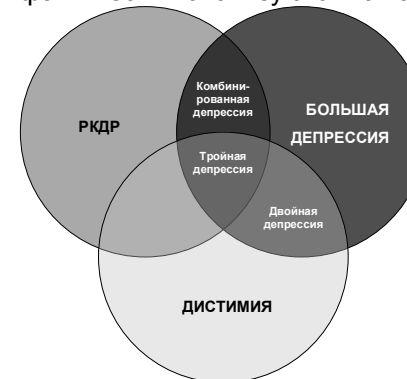 Комбини-
рованная
депрессия
БОЛЬШАЯ
ДЕПРЕССИЯ
РКДР
Тройная
депрессия
Двойная
депрессия
ДИСТИМИЯ